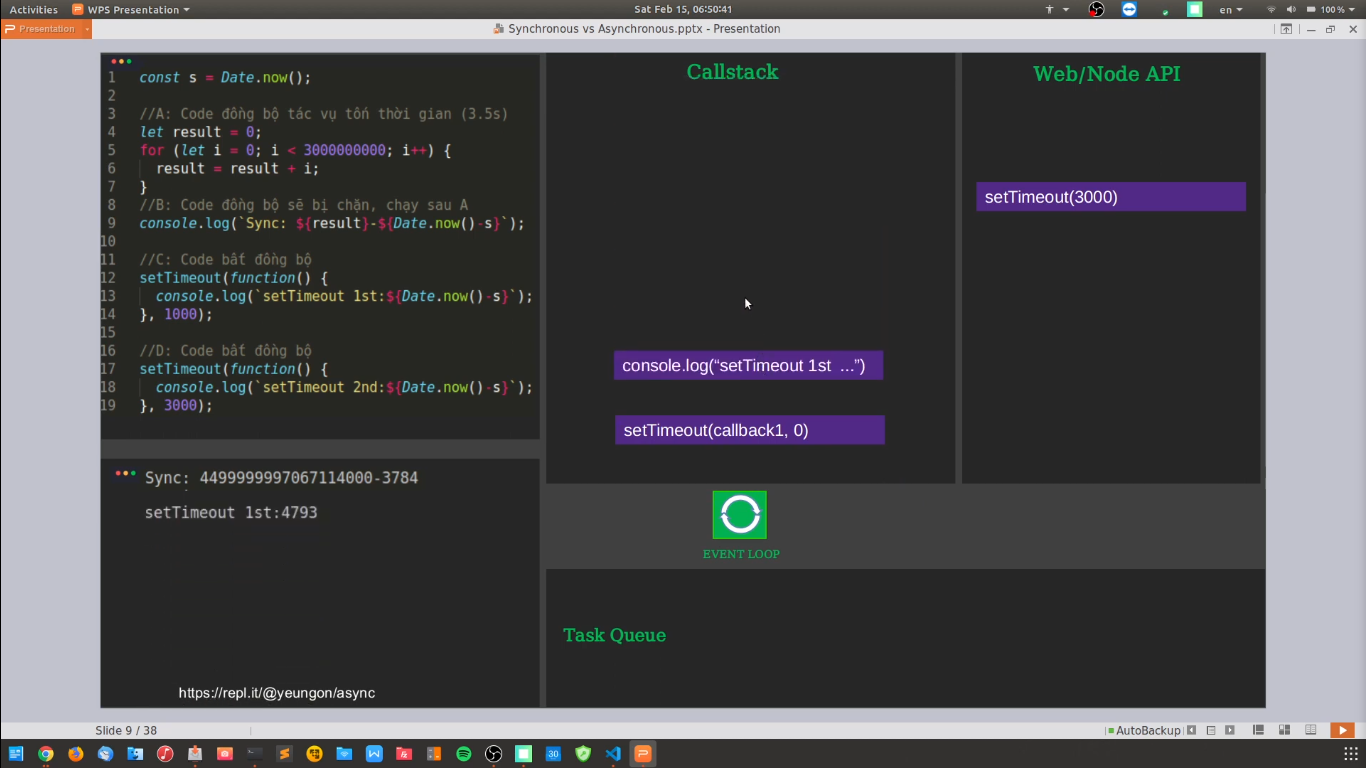 Activities
WPS Presentation
Sat Feb 15, 06:50:41
en
100 %
Presentation
Synchronous vs Asynchronous.pptx - Presentation
1 const s = Date.now();
2
3 //A: Code đồng bộ tác vụ tốn thời gian (3.5s)
4 let result = 0;
5 for (let i = 0; i < 3000000000; i++) {
6 result = result + i;
7 }
8 //B: Code đồng bộ sẽ bị chặn, chạy sau A
9 console.log(`Sync: ${result}-${Date.now()-s}`);
10
11 //C: Code bất đồng bộ
12 setTimeout(function() {
13 console.log(`setTimeout 1st:${Date.now()-s}`);
14 }, 1000);
15
16 //D: Code bất đồng bộ
17 setTimeout(function() {
18 console.log(`setTimeout 2nd:${Date.now()-s}`);
19 }, 3000);
Sync: 4499999997067114000-3784
setTimeout 1st:4793
https://repl.it/@yeungon/async
Callstack
console.log(“setTimeout 1st ...”)
setTimeout(callback1, 0)
Web/Node API
setTimeout(3000)
EVENT LOOP
Task Queue
Slide 9 / 38
AutoBackup
30